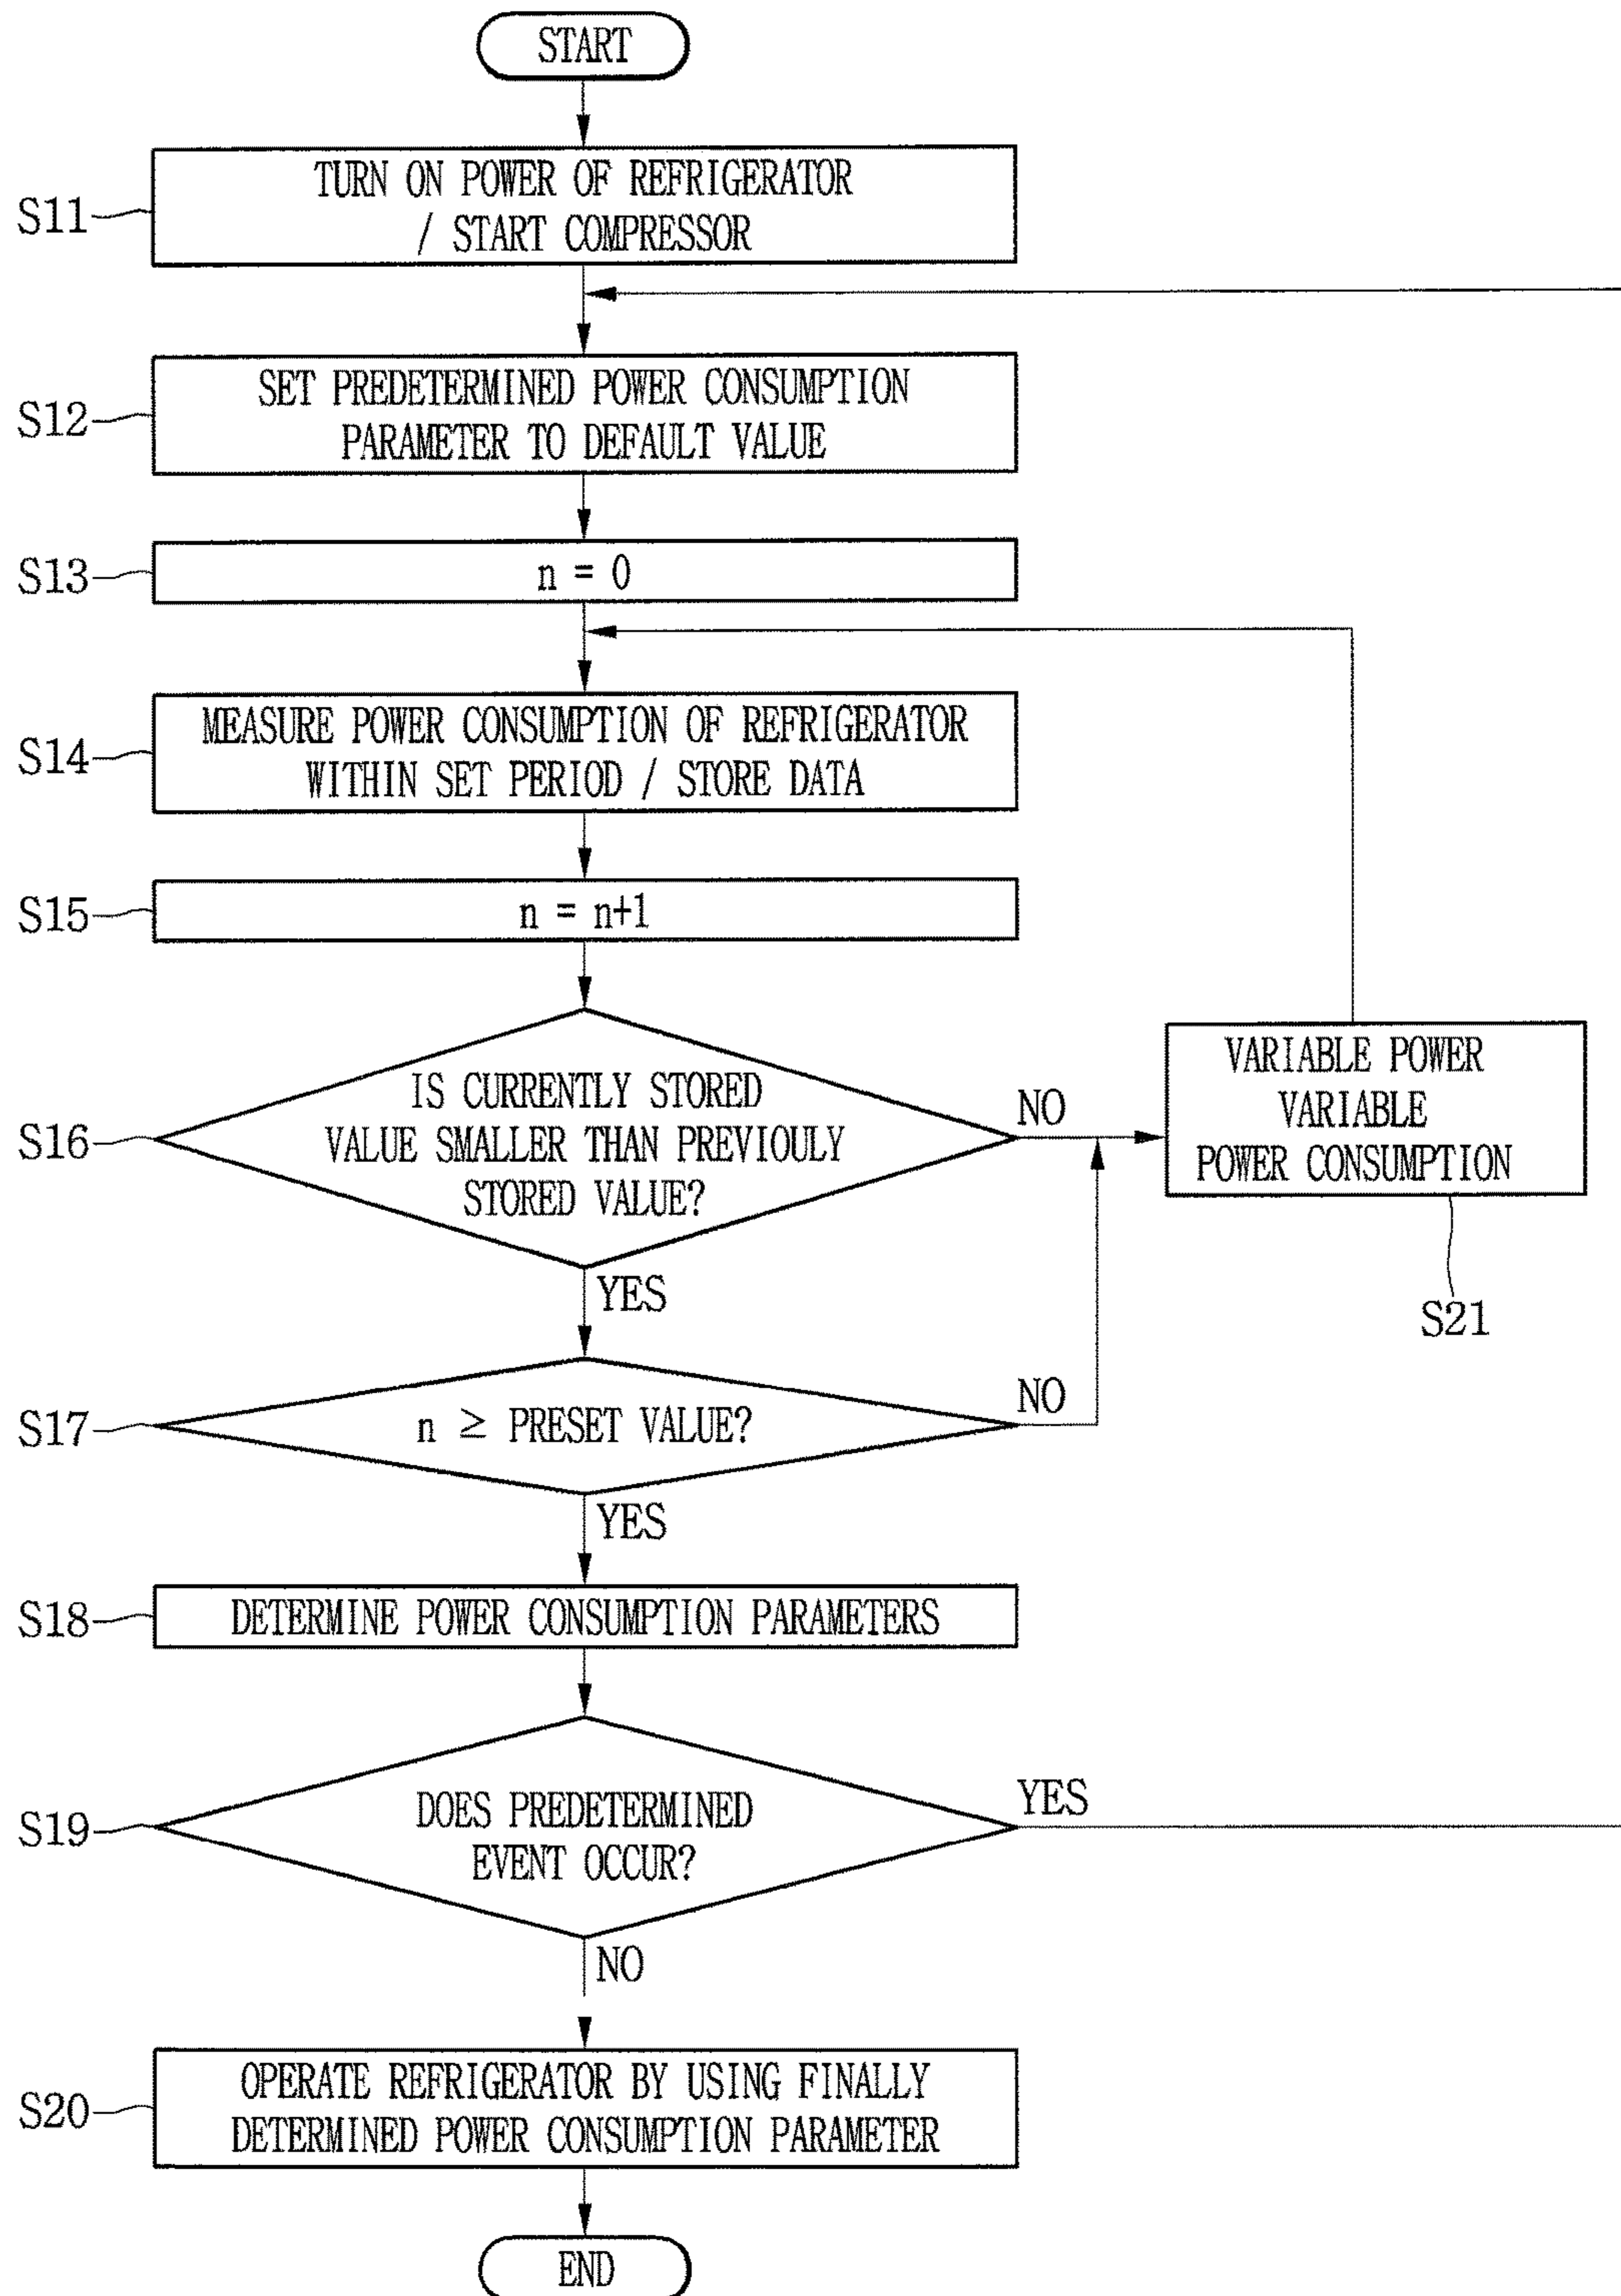 START
S11
TURN ON POWER OF REFRIGERATOR
/ START COMPRESSOR
S12
SET PREDETERMINED POWER CONSUMPTION
PARAMETER TO DEFAULT VALUE
S13
n = 0
S14
MEASURE POWER CONSUMPTION OF REFRIGERATOR
WITHIN SET PERIOD / STORE DATA
S15
n = n+1
S16
IS CURRENTLY STORED
VALUE SMALLER THAN PREVIOULY
STORED VALUE?
NO
VARIABLE POWER
VARIABLE
POWER CONSUMPTION
S21
YES
S17
n ≥ PRESET VALUE?
NO
YES
S18
DETERMINE POWER CONSUMPTION PARAMETERS
S19
DOES PREDETERMINED
EVENT OCCUR?
YES
NO
S20
OPERATE REFRIGERATOR BY USING FINALLY
DETERMINED POWER CONSUMPTION PARAMETER
END